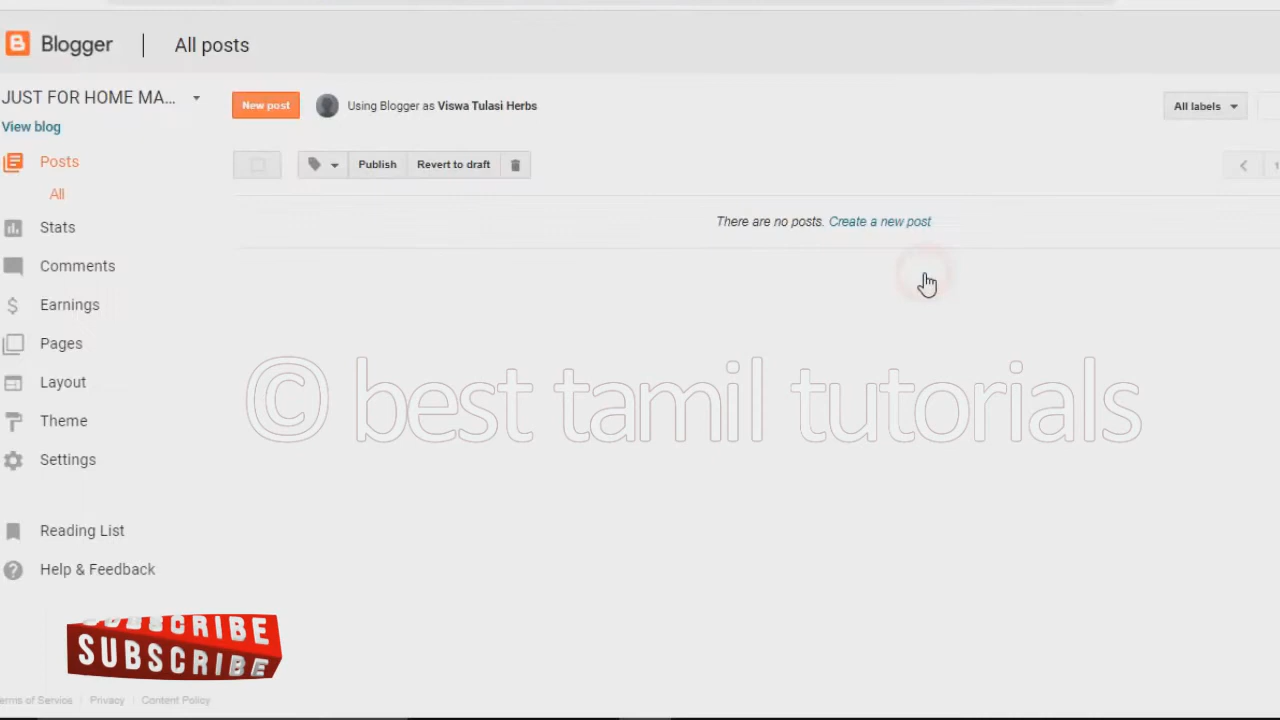 Blogger All posts
JUST FOR HOME MA...
View blog
New post
Using Blogger as Viswa Tulasi Herbs
All labels
Posts
All
Publish
Revert to draft
There are no posts. Create a new post
Stats
Comments
Earnings
Pages
Layout
Theme
Settings
© best tamil tutorials
Reading List
Help & Feedback
SUBSCRIBE
SUBSCRIBE
Terms of Service
Privacy
Content Policy